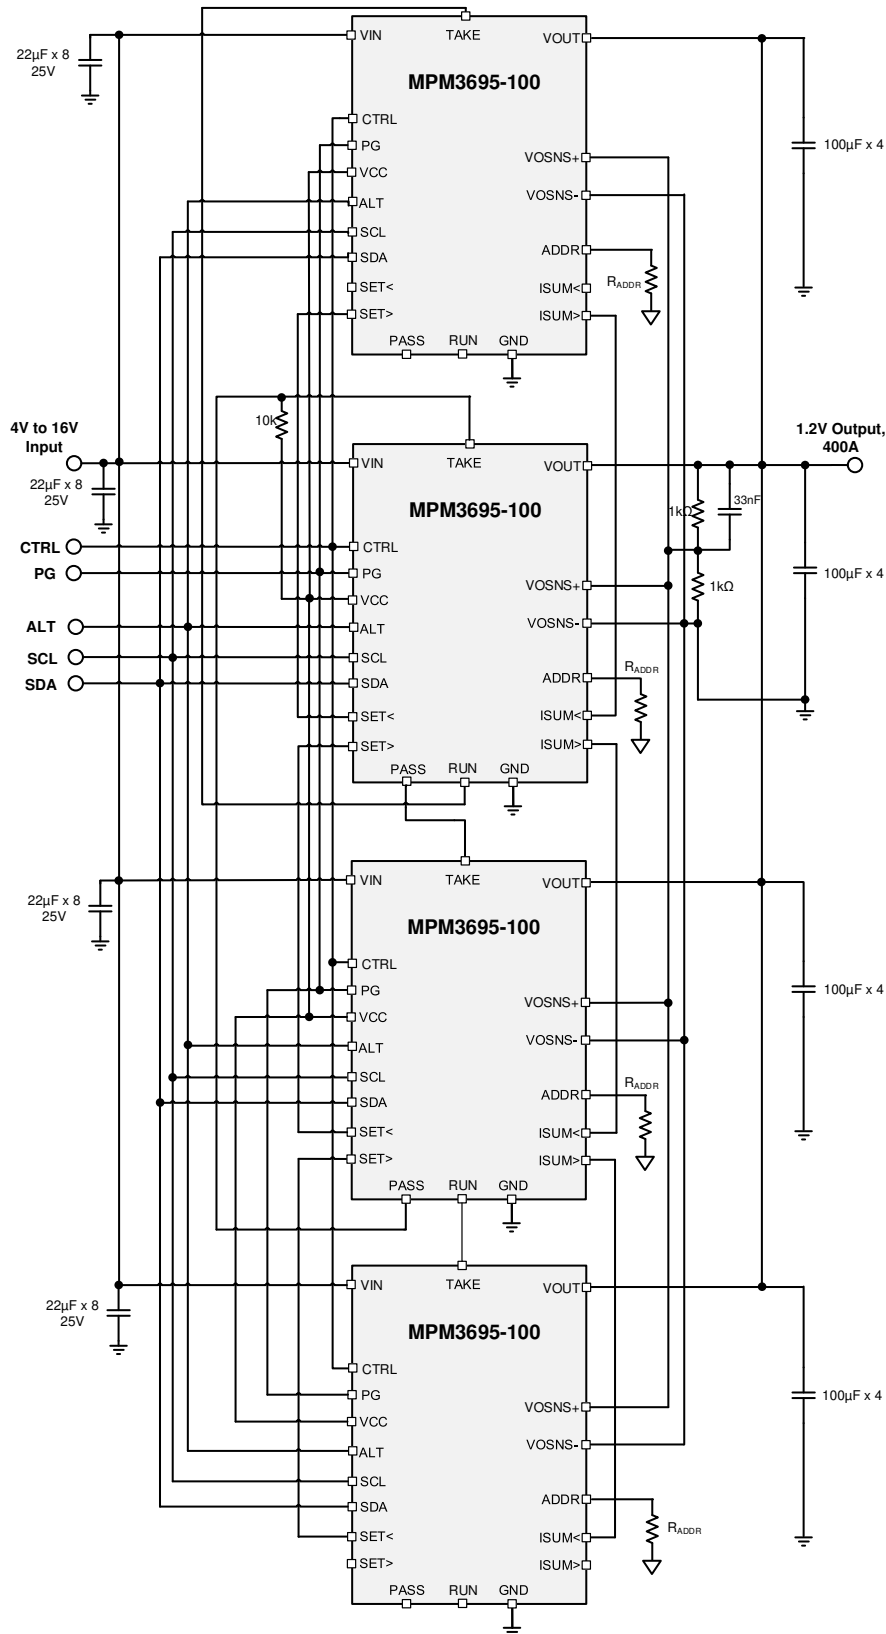 22µF x 8
25V
VIN
TAKE
VOUT
MPM3695-100
CTRL
PG
VCC
ALT
SCL
SDA
SET<
SET>
VOSNS+
VOSNS-
ADDR
ISUM<
ISUM>
RADDR
100µF x 4
PASS
RUN
GND
4V to 16V
Input
22µF x 8
25V
10k
VIN
TAKE
VOUT
MPM3695-100
1.2V Output,
400A
1kΩ
33nF
1kΩ
100µF x 4
CTRL
PG
ALT
SCL
SDA
CTRL
PG
VCC
ALT
SCL
SDA
SET<
SET>
VOSNS+
VOSNS-
ADDR
ISUM<
ISUM>
RADDR
PASS
RUN
GND
22µF x 8
25V
VIN
TAKE
VOUT
MPM3695-100
CTRL
PG
VCC
ALT
SCL
SDA
SET<
SET>
VOSNS+
VOSNS-
ADDR
ISUM<
ISUM>
RADDR
100µF x 4
PASS
RUN
GND
22µF x 8
25V
VIN
TAKE
VOUT
MPM3695-100
CTRL
PG
VCC
ALT
SCL
SDA
SET<
SET>
VOSNS+
VOSNS-
ADDR
ISUM<
ISUM>
RADDR
100µF x 4
PASS
RUN
GND